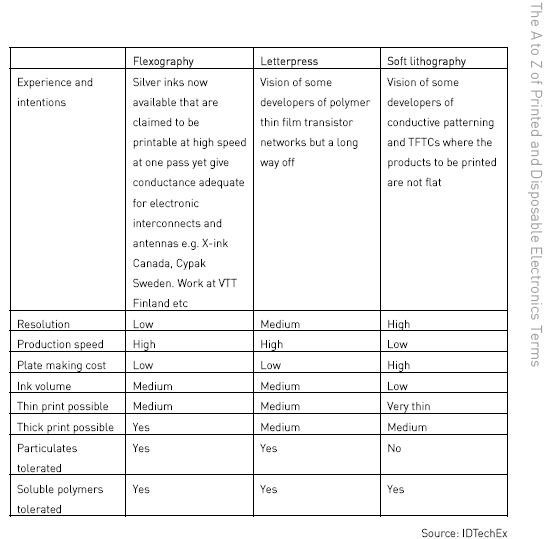 The A to Z of Printed and Disposable Electronics Terms
Flexography Letterpress Soft lithography
Experience and
intentions
Silver inks now
available that are
claimed to be
printable at high speed
at one pass yet give
conductance adequate
for electronic
interconnects and
antennas e.g. X-ink
Canada, Cypak
Sweden. Work at VTT
Finland etc
Vision of some
developers of polymer
thin film transistor
networks but a long
way off
Vision of some
developers of
conductive patterning
and TFTCs where the
products to be printed
are not flat
Resolution Low Medium High
Production speed High High Low
Plate making cost Low Low High
Ink volume Medium Medium Low
Thin print possible Medium Medium Very thin
Thick print possible Yes Medium Medium
Particulates
tolerated
Yes Yes No
Soluble polymers
tolerated
Yes Yes Yes
Source: IDTechEx